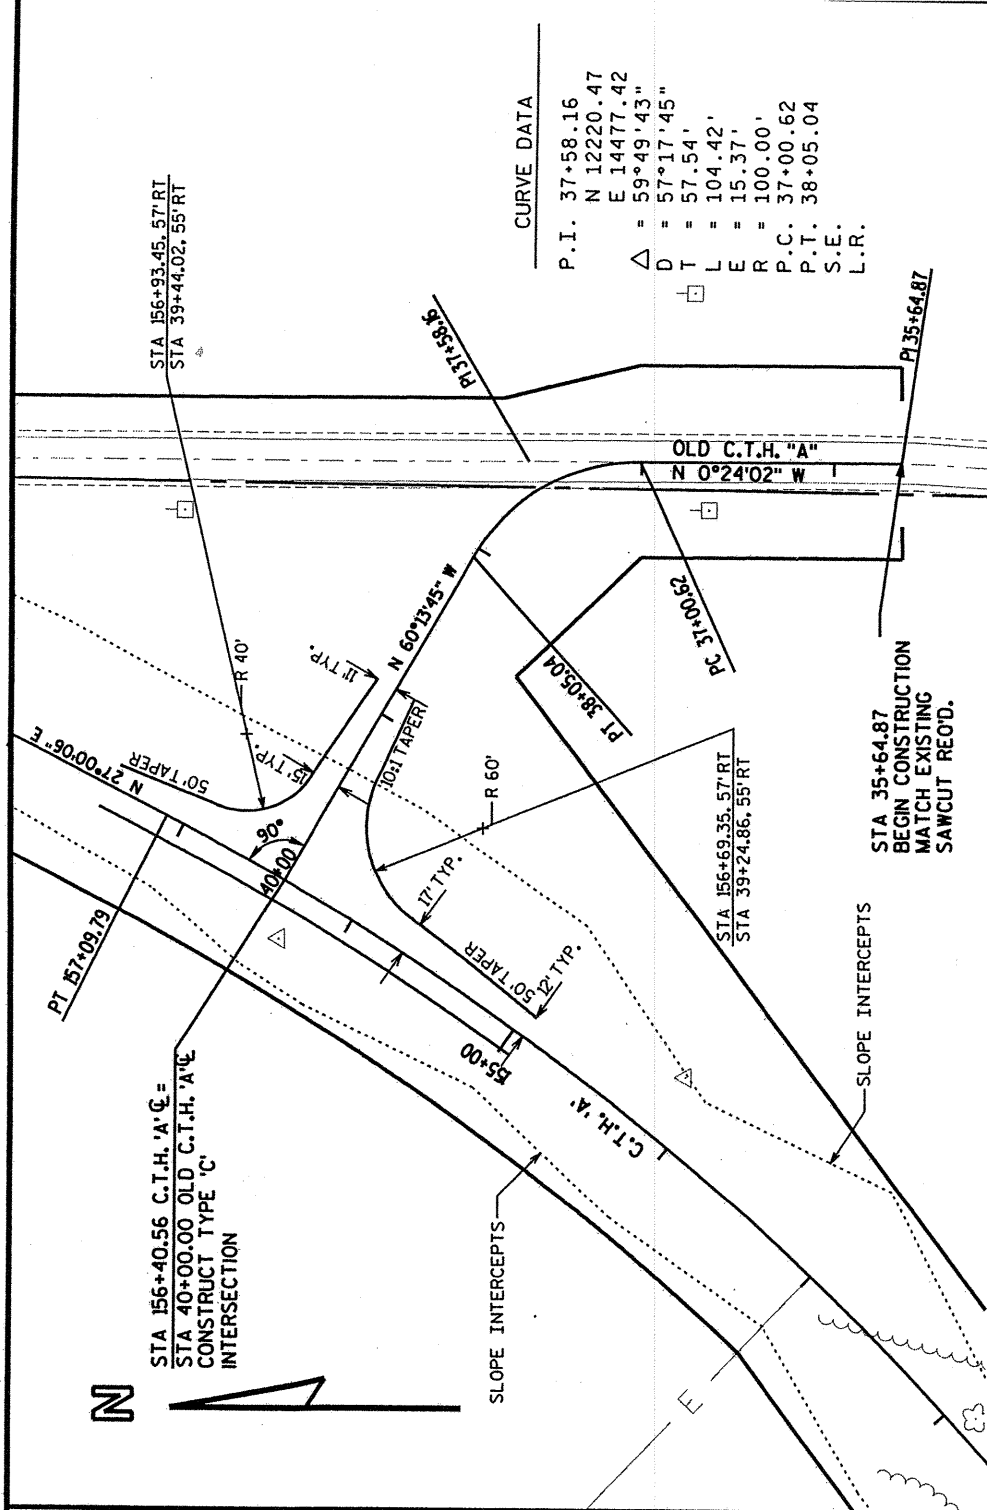 STA 156+93.45, 57' RT
STA 39+44.02, 55' RT
CURVE DATA
P.I. 37+58.16
N 12220.47
E 14477.42
△ = 59°49'43"
D = 57°17'45"
T = 57.54'
L = 104.42'
E = 15.37'
R = 100.00'
P.C. 37+00.62
P.T. 38+05.04
S.E.
L.R.
PI 37+58.16
PI 35+64.87
OLD C.T.H. "A"
N 0°24'02" W
N 60°13'45" W
PC 37+00.62
PT 38+05.04
R 40'
11' TYP.
15' TYP.
10:1 TAPER
50' TAPER
N 27°00'06" E
90°
40+00
PT 157+09.79
R 60'
17' TYP.
50' TAPER
12' TYP.
155+00
C.T.H. 'A'
STA 156+69.35, 57' RT
STA 39+24.86, 55' RT
STA 35+64.87
BEGIN CONSTRUCTION
MATCH EXISTING
SAWCUT REQ'D.
SLOPE INTERCEPTS
SLOPE INTERCEPTS
STA 156+40.56 C.T.H. 'A' ℄ =
STA 40+00.00 OLD C.T.H. 'A' ℄
CONSTRUCT TYPE 'C'
INTERSECTION
N
E